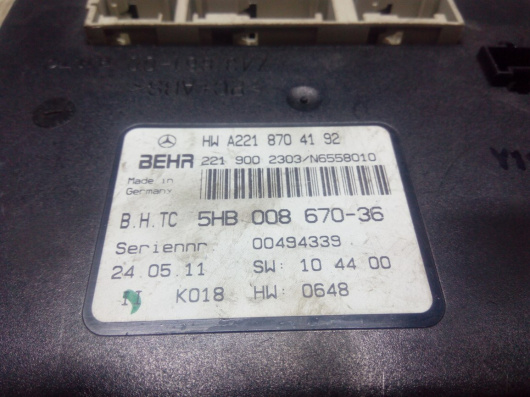 HW A221 870 41 92
BEHR 221 900 2303/N6558010
Made in
Germany
B.H.TC 5HB 008 670-36
Seriennr. 00494339
24.05.11 SW: 10 44 00
N K018 HW: 0648
Y1